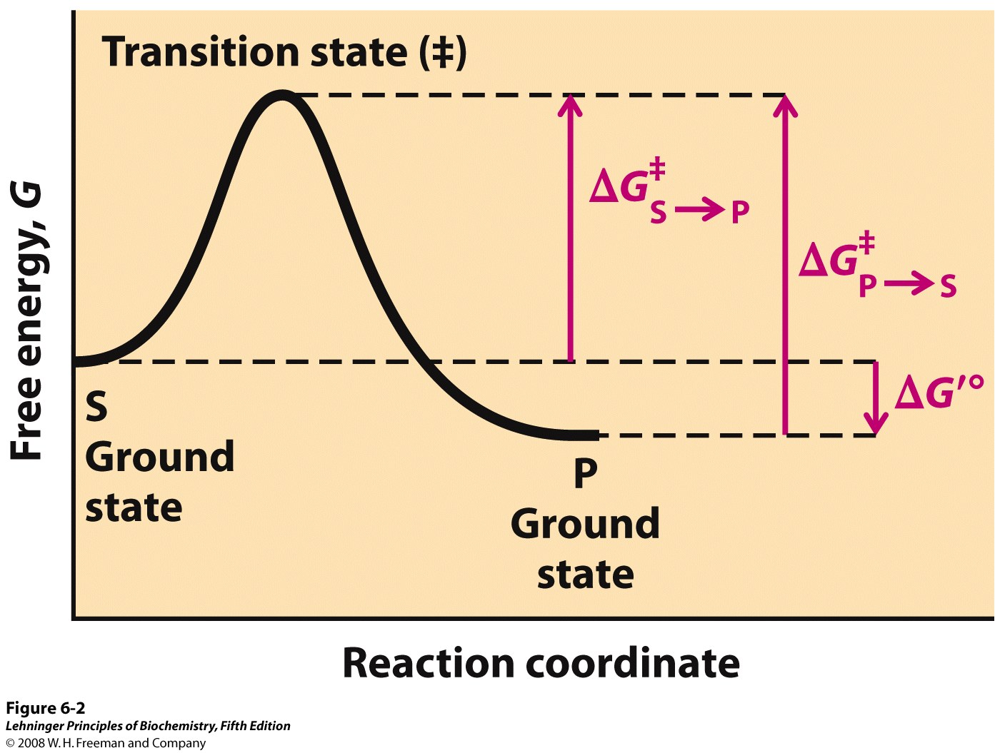 Transition state (‡)
Free energy, G
ΔG‡
S → P
ΔG‡
P → S
ΔG′°
S
Ground
state
P
Ground
state
Reaction coordinate
Figure 6-2
Lehninger Principles of Biochemistry, Fifth Edition
© 2008 W. H. Freeman and Company